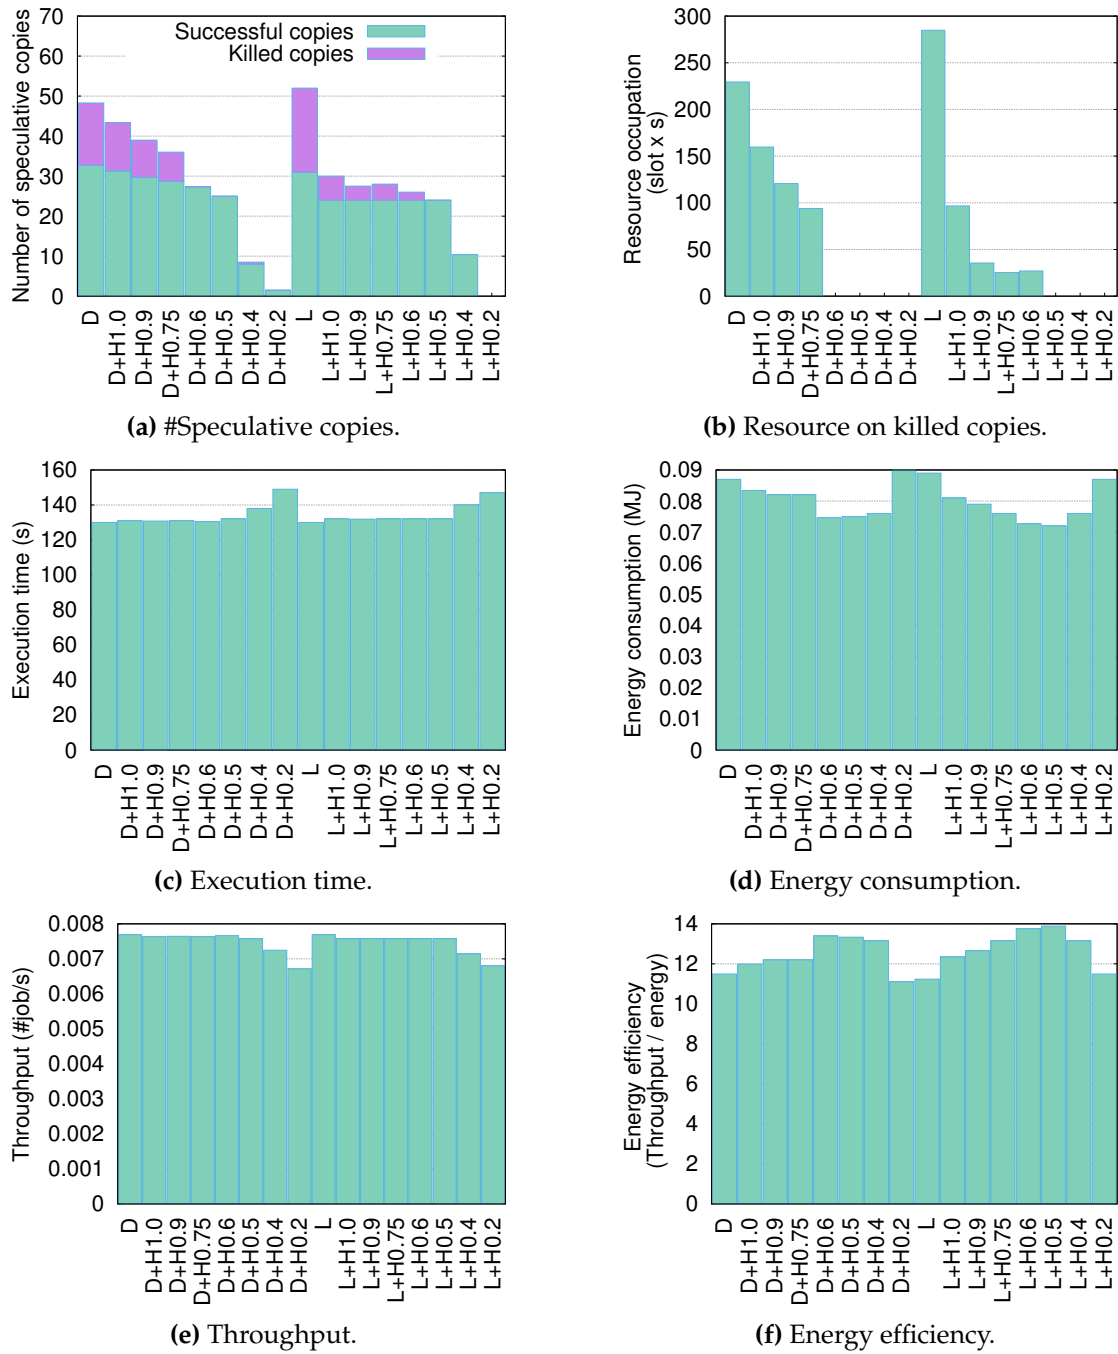 70
60
50
40
30
20
10
0
Number of speculative copies
Successful copies
Killed copies
D
D+H1.0
D+H0.9
D+H0.75
D+H0.6
D+H0.5
D+H0.4
D+H0.2
L
L+H1.0
L+H0.9
L+H0.75
L+H0.6
L+H0.5
L+H0.4
L+H0.2
(a) #Speculative copies.
300
250
200
150
100
50
0
Resource occupation
(slot x s)
D
D+H1.0
D+H0.9
D+H0.75
D+H0.6
D+H0.5
D+H0.4
D+H0.2
L
L+H1.0
L+H0.9
L+H0.75
L+H0.6
L+H0.5
L+H0.4
L+H0.2
(b) Resource on killed copies.
160
140
120
100
80
60
40
20
0
Execution time (s)
D
D+H1.0
D+H0.9
D+H0.75
D+H0.6
D+H0.5
D+H0.4
D+H0.2
L
L+H1.0
L+H0.9
L+H0.75
L+H0.6
L+H0.5
L+H0.4
L+H0.2
(c) Execution time.
0.09
0.08
0.07
0.06
0.05
0.04
0.03
0.02
0.01
0
Energy consumption (MJ)
D
D+H1.0
D+H0.9
D+H0.75
D+H0.6
D+H0.5
D+H0.4
D+H0.2
L
L+H1.0
L+H0.9
L+H0.75
L+H0.6
L+H0.5
L+H0.4
L+H0.2
(d) Energy consumption.
0.008
0.007
0.006
0.005
0.004
0.003
0.002
0.001
0
Throughput (#job/s)
D
D+H1.0
D+H0.9
D+H0.75
D+H0.6
D+H0.5
D+H0.4
D+H0.2
L
L+H1.0
L+H0.9
L+H0.75
L+H0.6
L+H0.5
L+H0.4
L+H0.2
(e) Throughput.
14
12
10
8
6
4
2
0
Energy efficiency
(Throughput / energy)
D
D+H1.0
D+H0.9
D+H0.75
D+H0.6
D+H0.5
D+H0.4
D+H0.2
L
L+H1.0
L+H0.9
L+H0.75
L+H0.6
L+H0.5
L+H0.4
L+H0.2
(f) Energy efficiency.